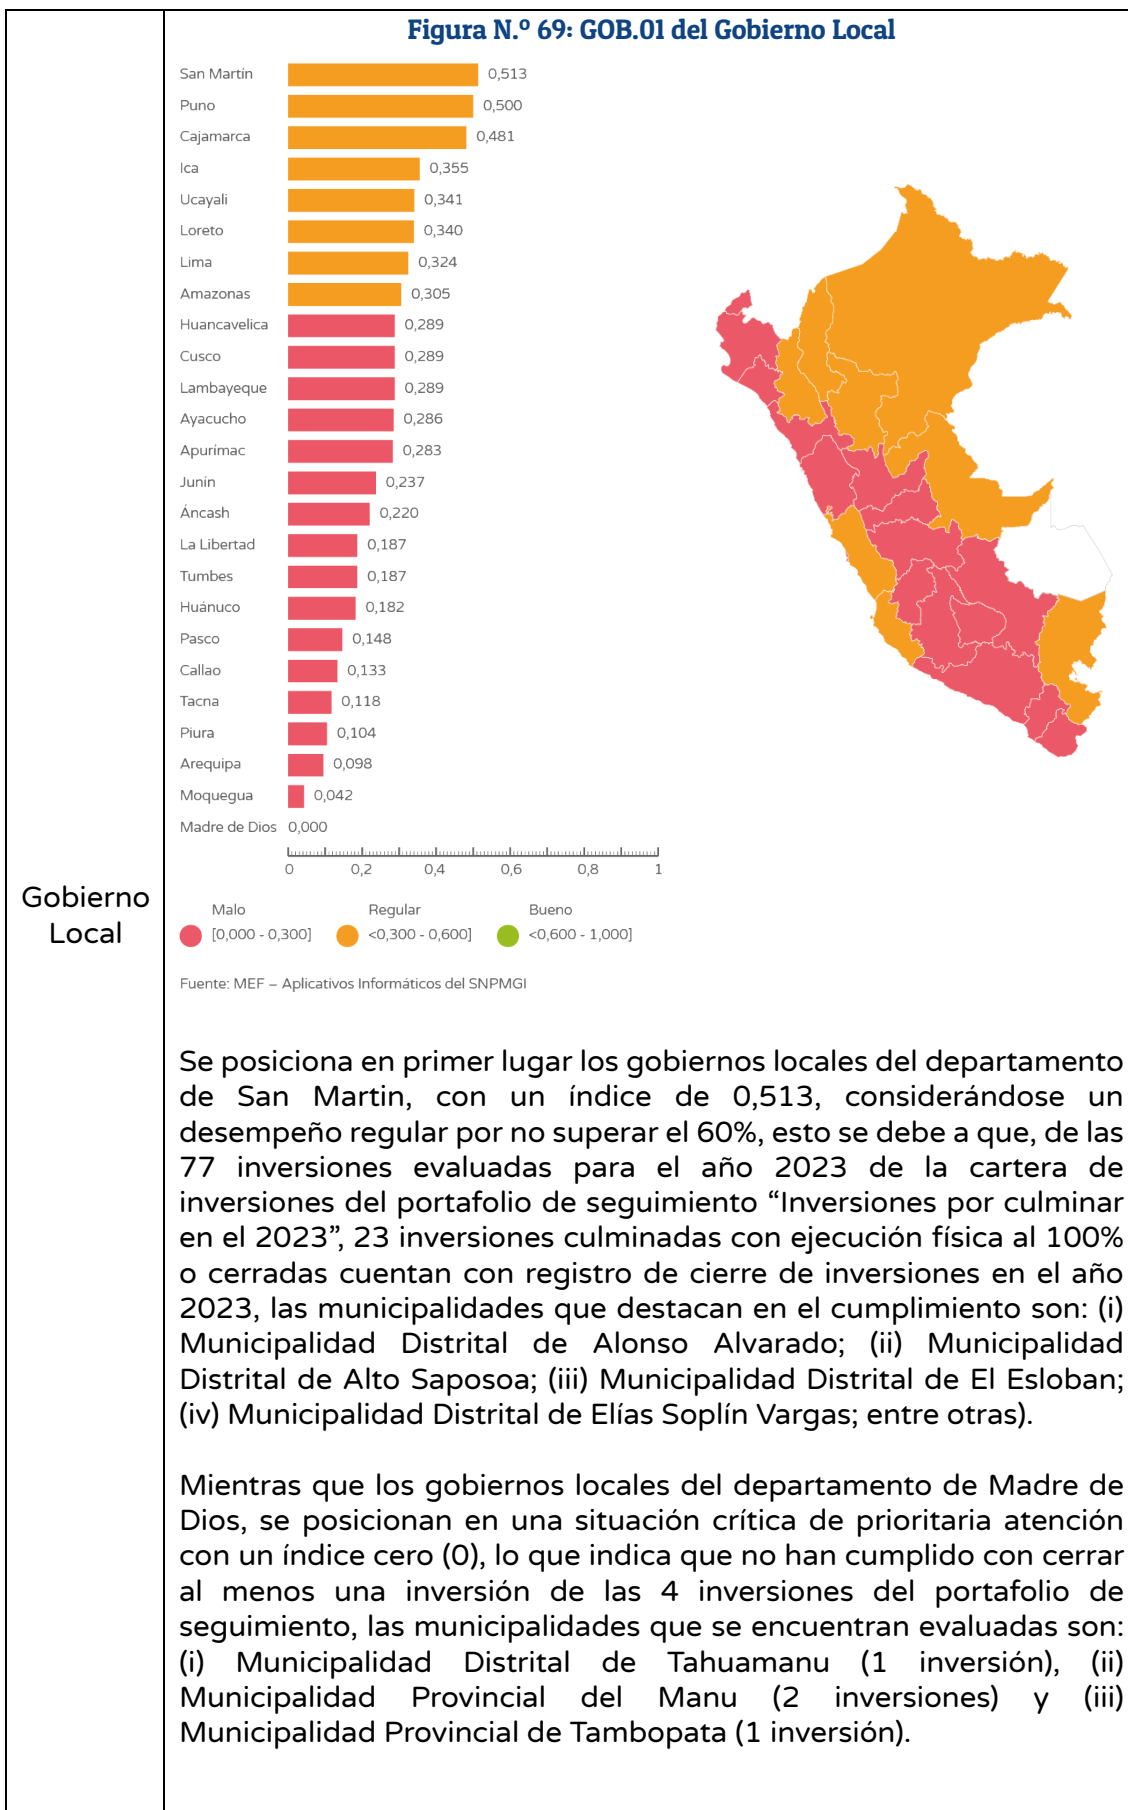 Gobierno
Local
Figura N.º 69: GOB.01 del Gobierno Local
San Martín 0,513
Puno 0,500
Cajamarca 0,481
Ica 0,355
Ucayali 0,341
Loreto 0,340
Lima 0,324
Amazonas 0,305
Huancavelica 0,289
Cusco 0,289
Lambayeque 0,289
Ayacucho 0,286
Apurímac 0,283
Junín 0,237
Áncash 0,220
La Libertad 0,187
Tumbes 0,187
Huánuco 0,182
Pasco 0,148
Callao 0,133
Tacna 0,118
Piura 0,104
Arequipa 0,098
Moquegua 0,042
Madre de Dios 0,000
0 0,2 0,4 0,6 0,8 1
Malo Regular Bueno
[0,000 - 0,300] <0,300 - 0,600] <0,600 - 1,000]
Fuente: MEF – Aplicativos Informáticos del SNPMGI
Se posiciona en primer lugar los gobiernos locales del departamento
de San Martin, con un índice de 0,513, considerándose un
desempeño regular por no superar el 60%, esto se debe a que, de las
77 inversiones evaluadas para el año 2023 de la cartera de
inversiones del portafolio de seguimiento “Inversiones por culminar
en el 2023”, 23 inversiones culminadas con ejecución física al 100%
o cerradas cuentan con registro de cierre de inversiones en el año
2023, las municipalidades que destacan en el cumplimiento son: (i)
Municipalidad Distrital de Alonso Alvarado; (ii) Municipalidad
Distrital de Alto Saposoa; (iii) Municipalidad Distrital de El Esloban;
(iv) Municipalidad Distrital de Elías Soplín Vargas; entre otras).
Mientras que los gobiernos locales del departamento de Madre de
Dios, se posicionan en una situación crítica de prioritaria atención
con un índice cero (0), lo que indica que no han cumplido con cerrar
al menos una inversión de las 4 inversiones del portafolio de
seguimiento, las municipalidades que se encuentran evaluadas son:
(i) Municipalidad Distrital de Tahuamanu (1 inversión), (ii)
Municipalidad Provincial del Manu (2 inversiones) y (iii)
Municipalidad Provincial de Tambopata (1 inversión).